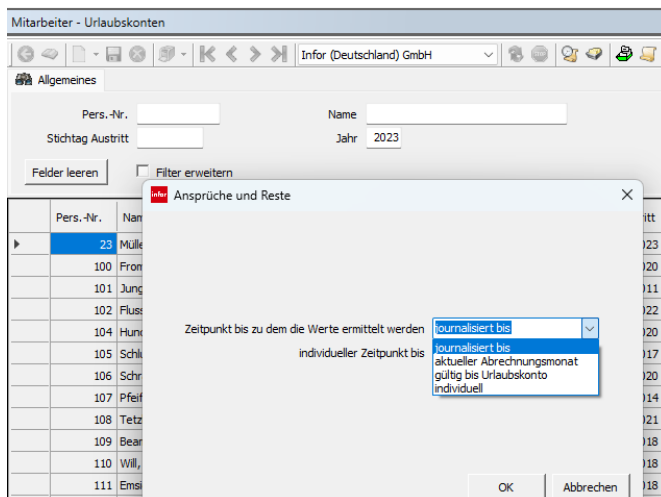 Mitarbeiter - Urlaubskonten
Infor (Deutschland) GmbH
Allgemeines
Pers.-Nr.
Name
Stichtag Austritt
Jahr 2023
Felder leeren
Filter erweitern
infor Ansprüche und Reste
Pers.-Nr.
23
100
101
102
104
105
106
107
108
109
110 Will,
111
Zeitpunkt bis zu dem die Werte ermittelt werden journalisiert bis
individueller Zeitpunkt bis
journalisiert bis
aktueller Abrechnungsmonat
gültig bis Urlaubskonto
individuell
OK Abbrechen